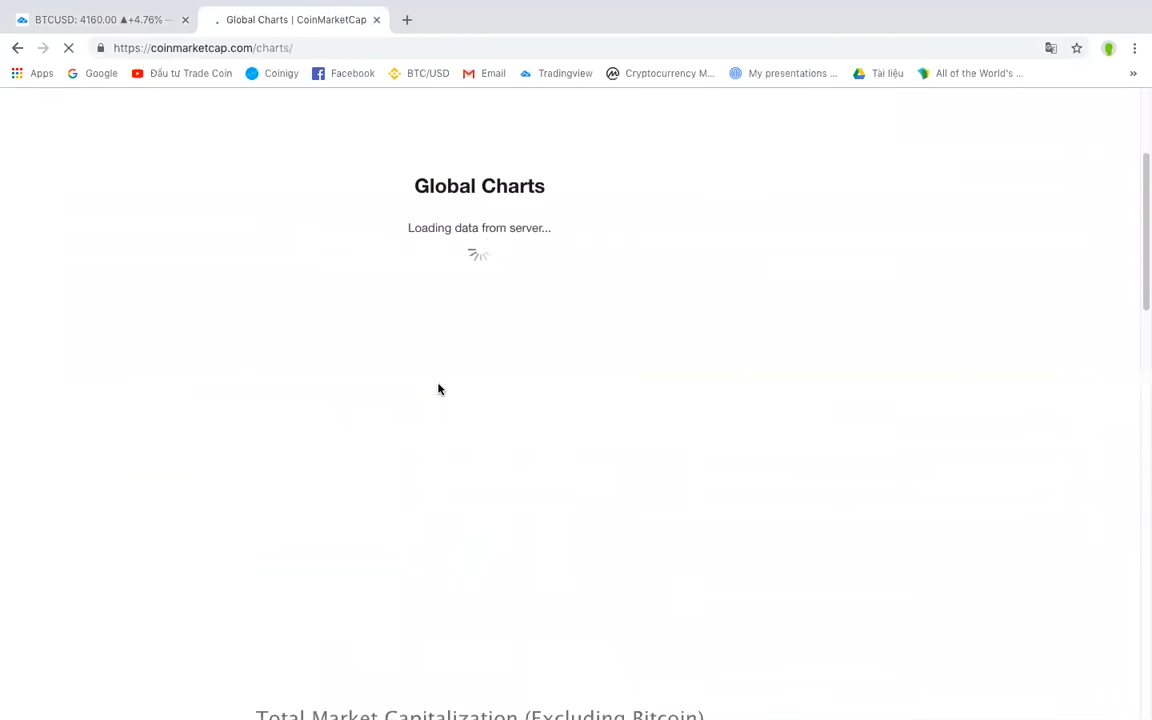 BTCUSD: 4160.00 ▲+4.76% Global Charts | CoinMarketCap
https://coinmarketcap.com/charts/
Apps Google Đầu tư Trade Coin Coinigy Facebook BTC/USD Email Tradingview Cryptocurrency M... My presentations ... Tài liệu All of the World's ... »
Global Charts
Loading data from server...
Total Market Capitalization (Excluding Bitcoin)